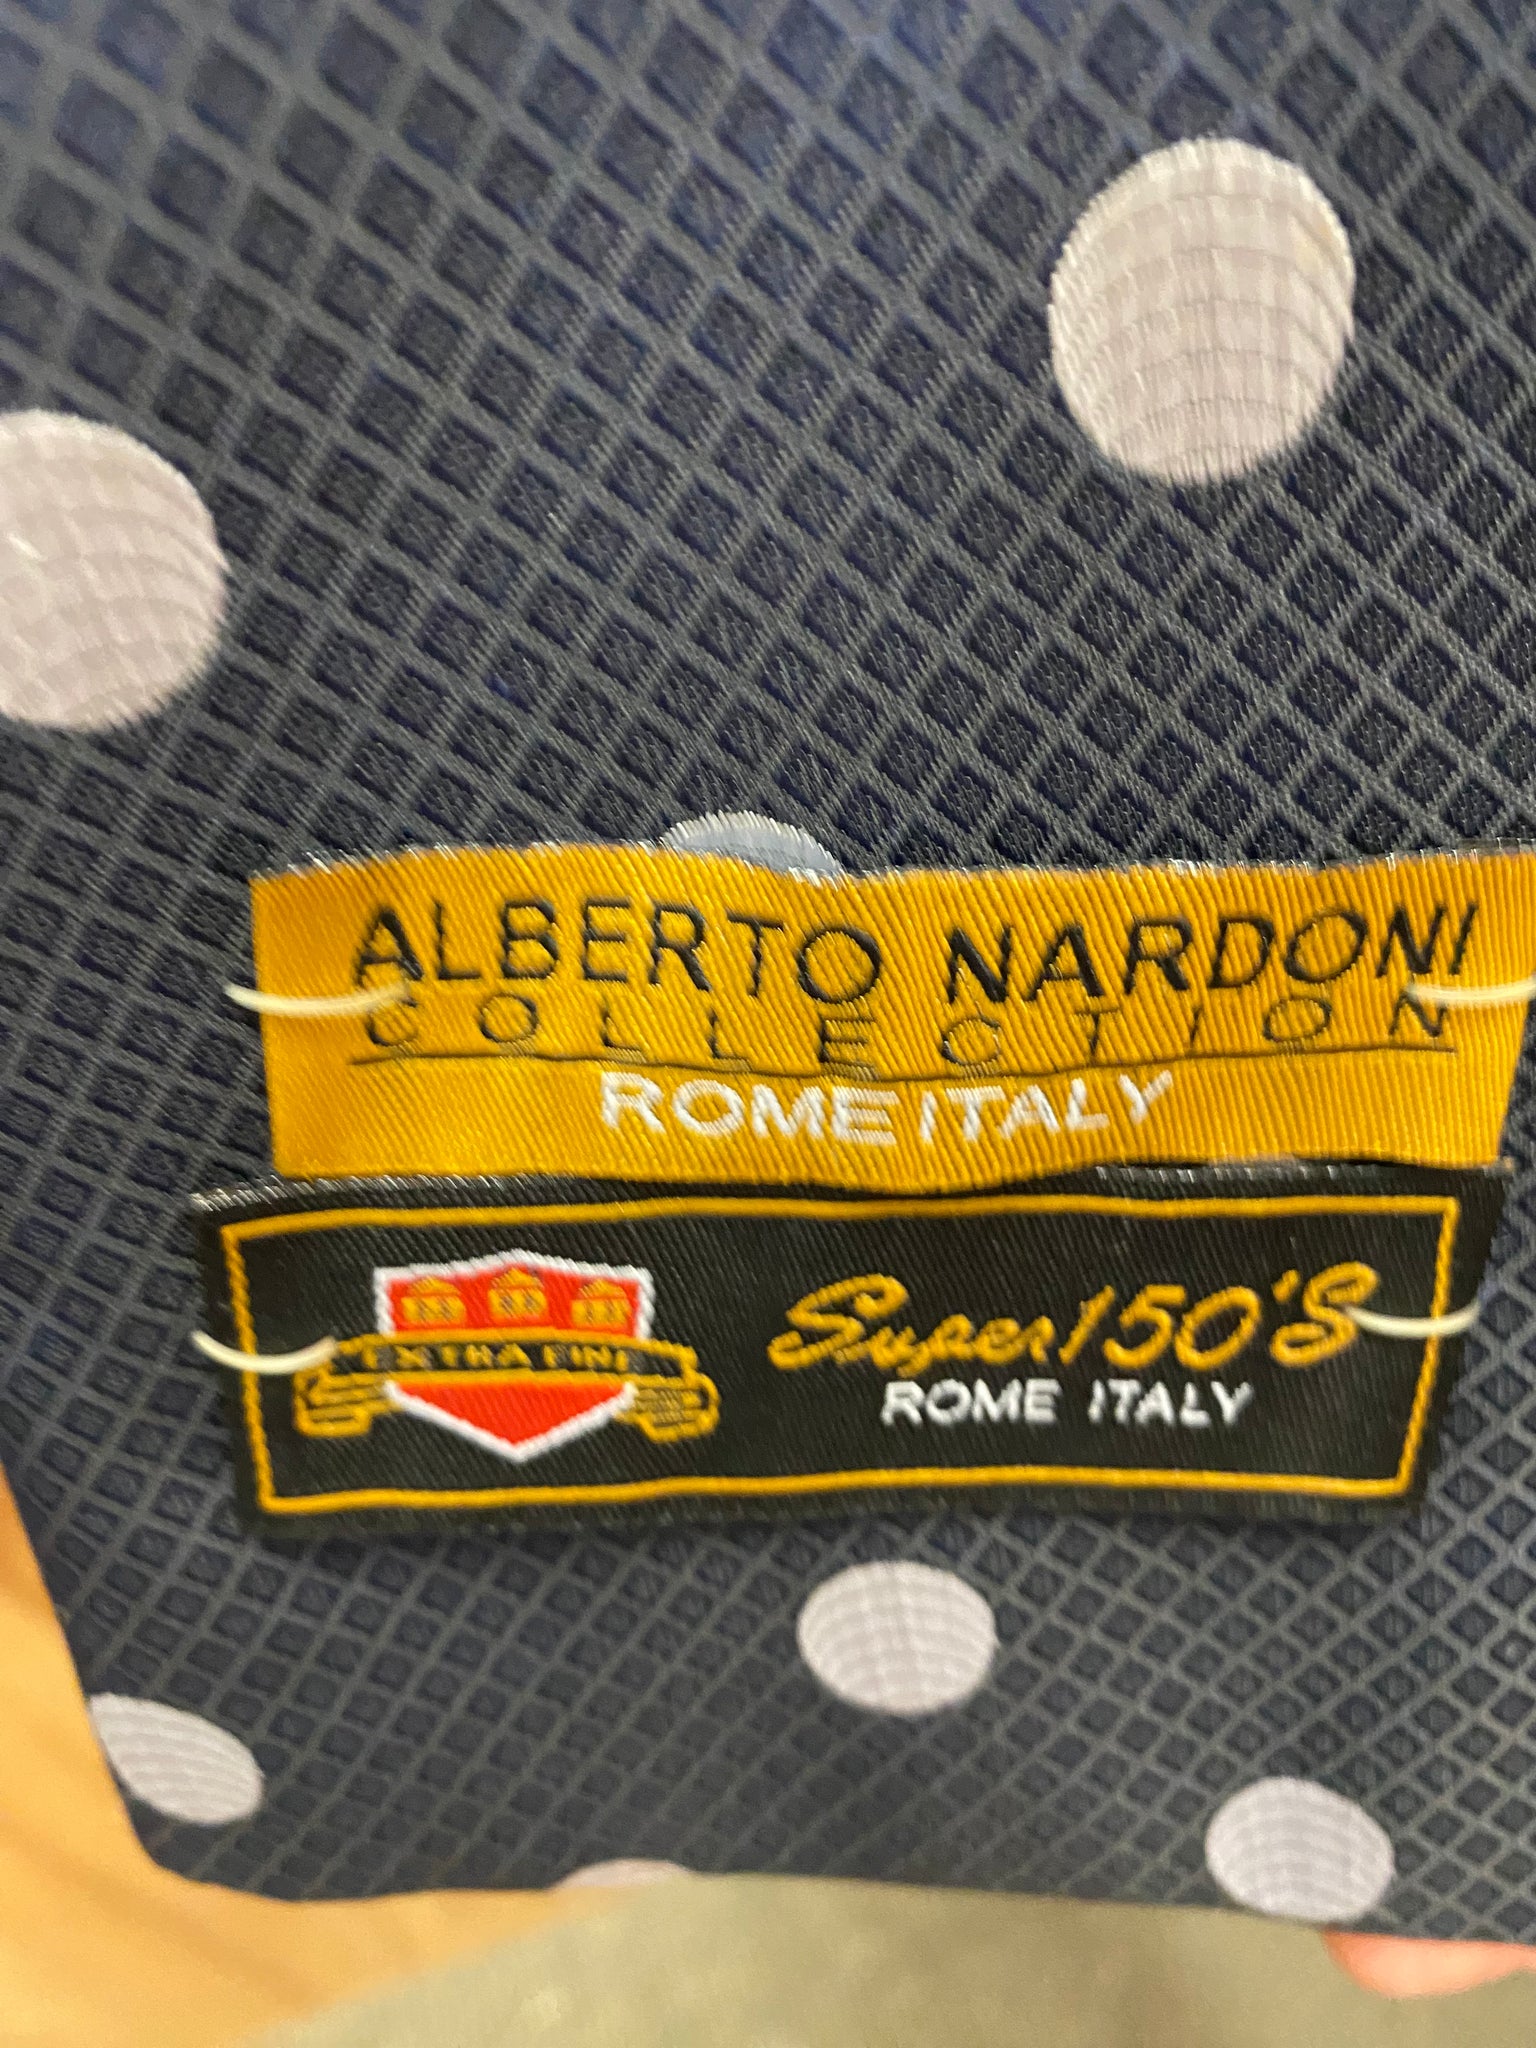 ALBERTO NARDONI
COLLECTION
ROME ITALY
EXTRA FINE
Super 150'S
ROME ITALY